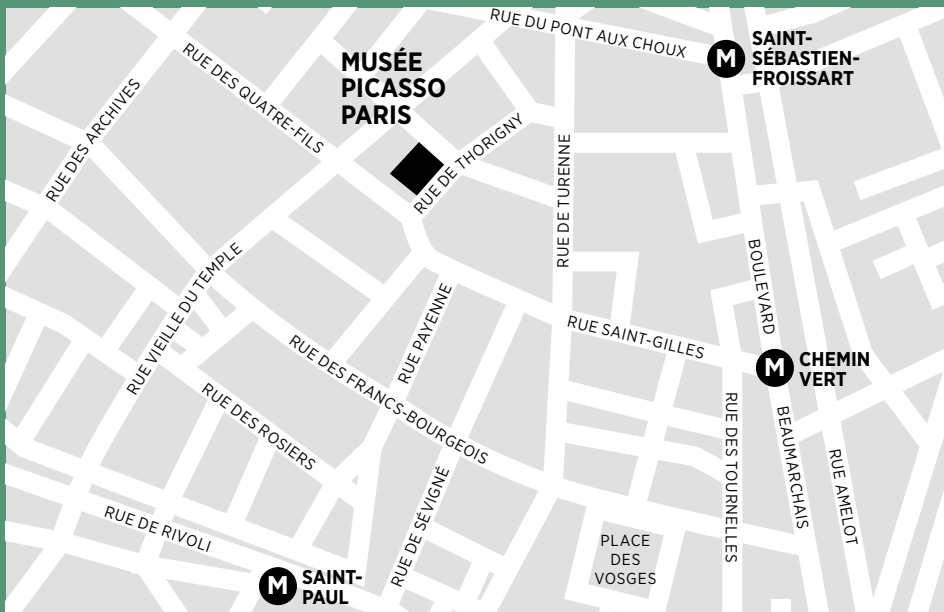 RUE DU PONT AUX CHOUX
M
SAINT-
SÉBASTIEN-
FROISSART
MUSÉE
PICASSO
PARIS
RUE DES QUATRE-FILS
RUE DES ARCHIVES
RUE DE THORIGNY
RUE DE TURENNE
RUE VIEILLE DU TEMPLE
BOULEVARD
BEAUMARCHAIS
RUE PAYENNE
RUE SAINT-GILLES
RUE DES FRANCS-BOURGEOIS
M
CHEMIN
VERT
RUE DES ROSIERS
RUE DES TOURNELLES
RUE AMELOT
RUE DE SÉVIGNÉ
RUE DE RIVOLI
PLACE
DES
VOSGES
M
SAINT-
PAUL